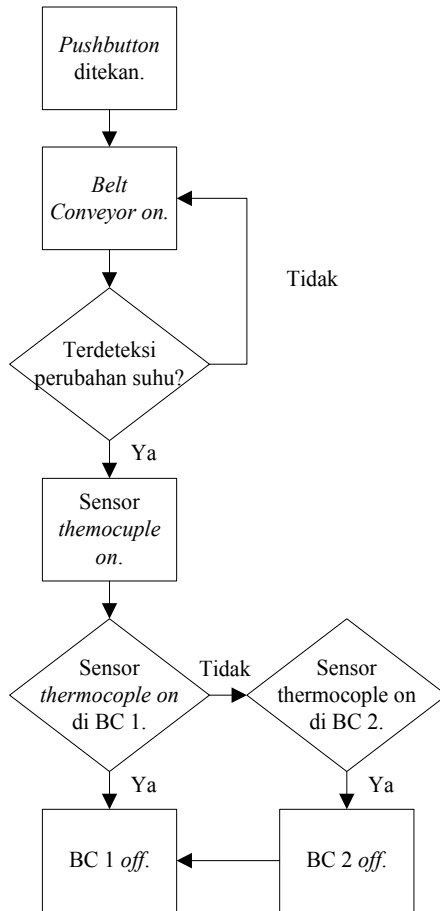 Pushbutton
ditekan.
Belt
Conveyor on.
Tidak
Terdeteksi
perubahan suhu?
Ya
Sensor
themocuple
on.
Sensor
thermocople on
di BC 1.
Tidak
Sensor
thermocople on
di BC 2.
Ya
Ya
BC 1 off.
BC 2 off.